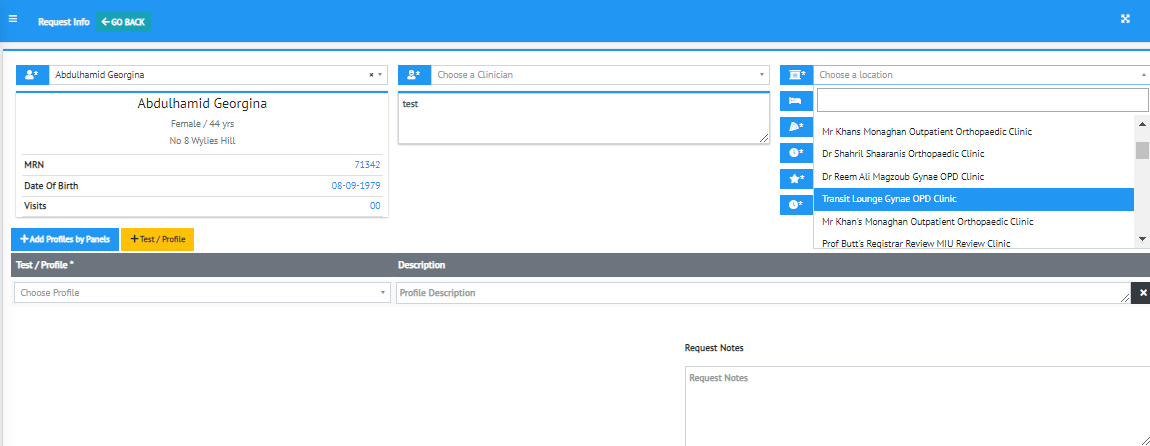 Request Info
GO BACK
Abdulhamid Georgina
Choose a Clinician
Choose a location
Abdulhamid Georgina
Female / 44 yrs
No 8 Wylies Hill
MRN 71342
Date Of Birth 08-09-1979
Visits 00
test
Mr Khans Monaghan Outpatient Orthopaedic Clinic
Dr Shahril Shaaranis Orthopaedic Clinic
Dr Reem Ali Magzoub Gynae OPD Clinic
Transit Lounge Gynae OPD Clinic
Mr Khan's Monaghan Outpatient Orthopaedic Clinic
Prof Butt's Registrar Review MIU Review Clinic
Add Profiles by Panels
Test / Profile
Test / Profile * Description
Choose Profile
Profile Description
Request Notes
Request Notes